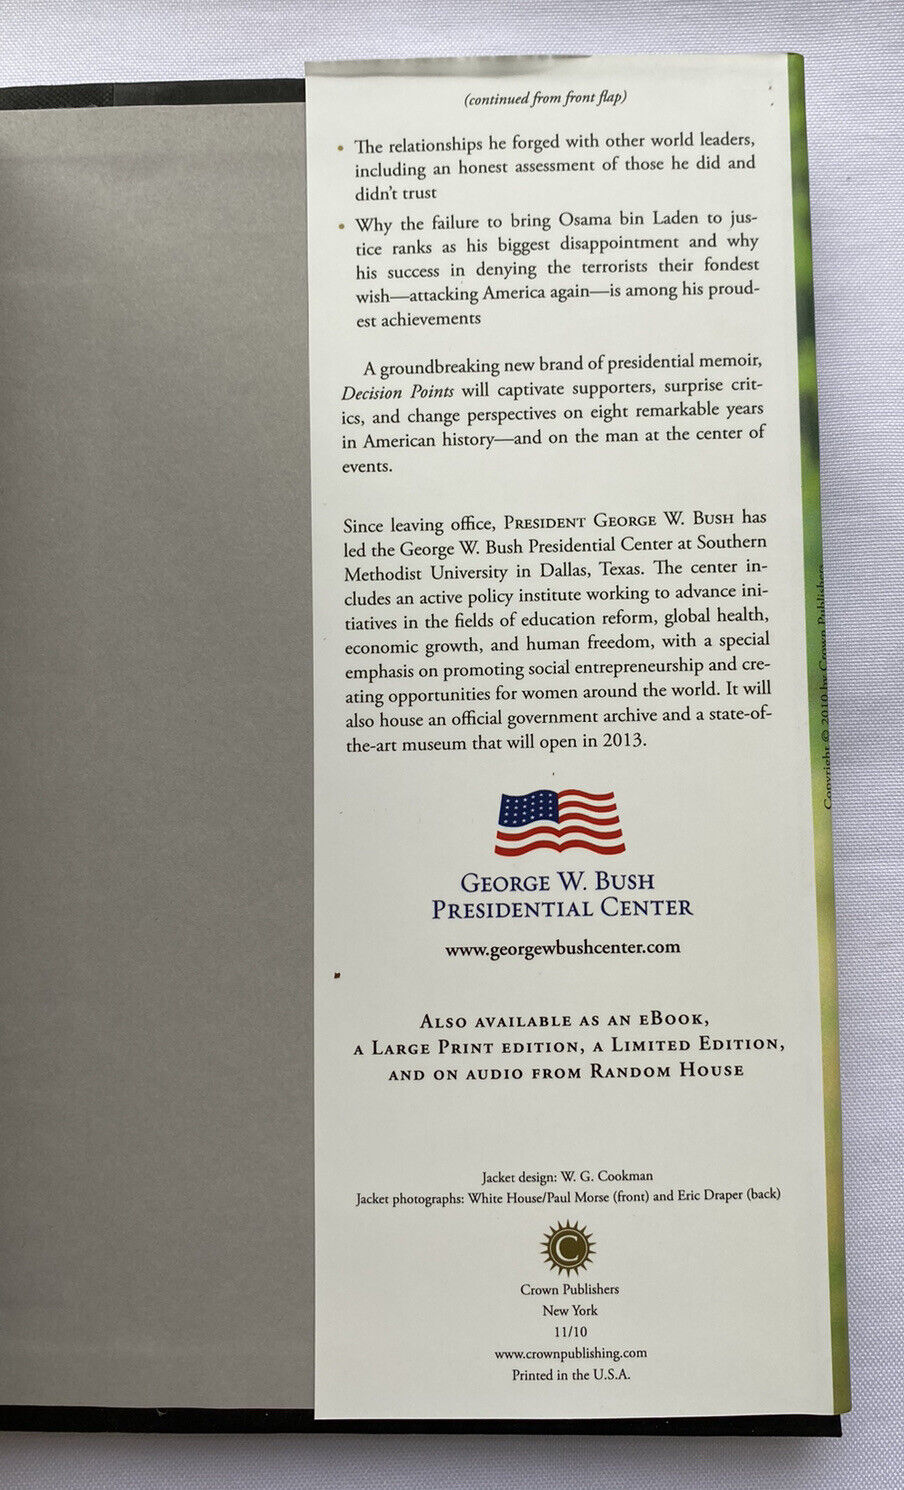 (continued from front flap)
• The relationships he forged with other world leaders,
including an honest assessment of those he did and
didn't trust
• Why the failure to bring Osama bin Laden to jus-
tice ranks as his biggest disappointment and why
his success in denying the terrorists their fondest
wish—attacking America again—is among his proud-
est achievements
A groundbreaking new brand of presidential memoir,
Decision Points will captivate supporters, surprise crit-
ics, and change perspectives on eight remarkable years
in American history—and on the man at the center of
events.
Since leaving office, President George W. Bush has
led the George W. Bush Presidential Center at Southern
Methodist University in Dallas, Texas. The center in-
cludes an active policy institute working to advance ini-
tiatives in the fields of education reform, global health,
economic growth, and human freedom, with a special
emphasis on promoting social entrepreneurship and cre-
ating opportunities for women around the world. It will
also house an official government archive and a state-of-
the-art museum that will open in 2013.
George W. Bush
Presidential Center
www.georgewbushcenter.com
Also available as an eBook,
a Large Print edition, a Limited Edition,
and on audio from Random House
Jacket design: W. G. Cookman
Jacket photographs: White House/Paul Morse (front) and Eric Draper (back)
C
Crown Publishers
New York
11/10
www.crownpublishing.com
Printed in the U.S.A.
Copyright © 2010 by Crown Publishers